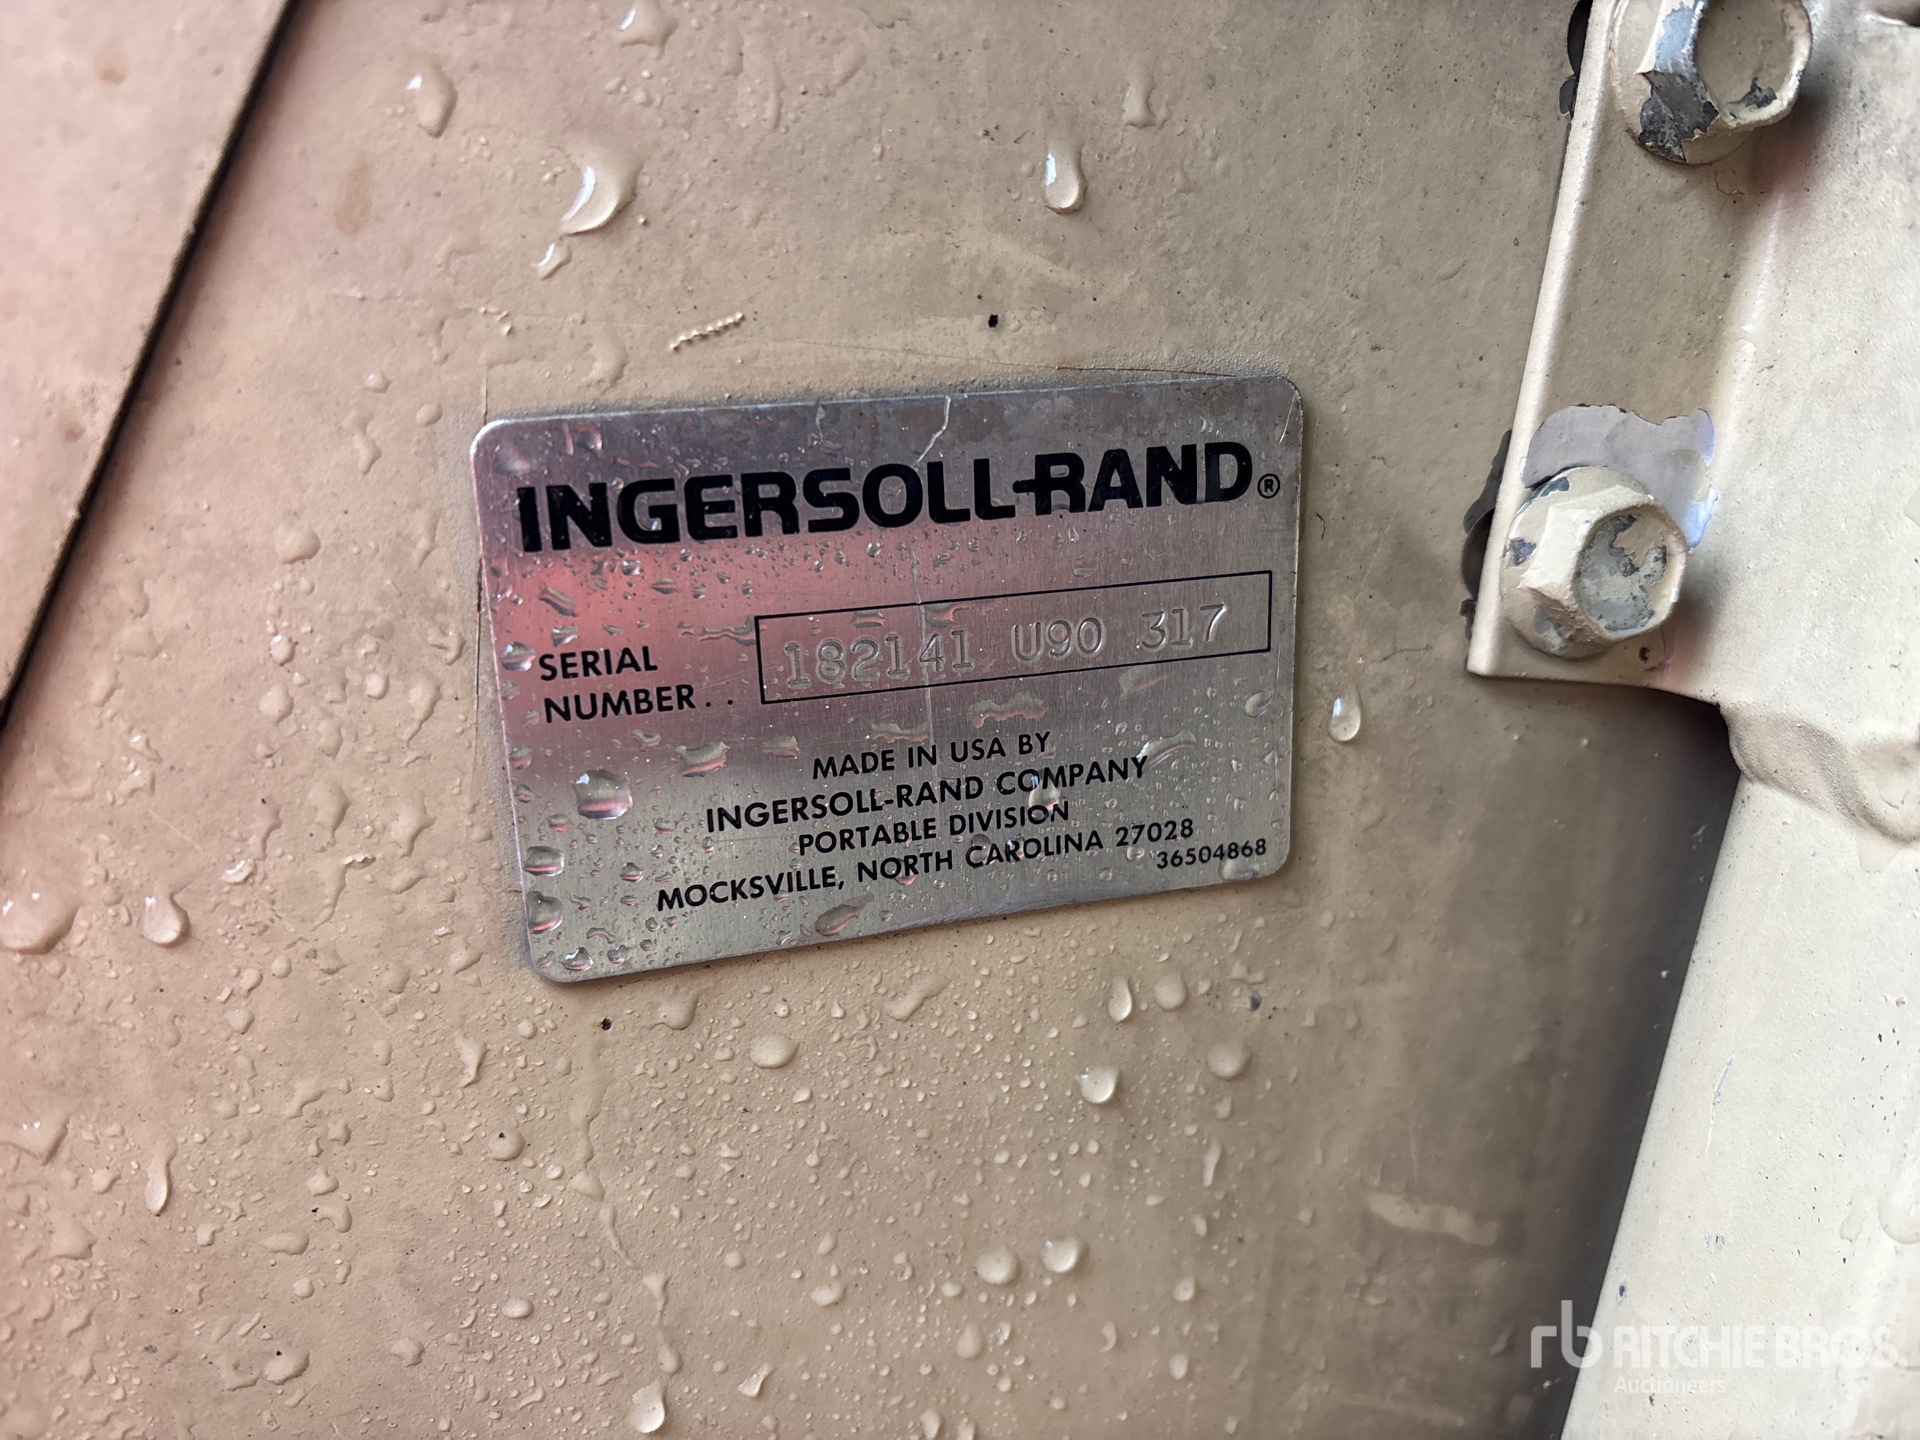 INGERSOLL-RAND®
SERIAL
NUMBER . . 182141 U90 317
MADE IN USA BY
INGERSOLL-RAND COMPANY
PORTABLE DIVISION
MOCKSVILLE, NORTH CAROLINA 27028
36504868
rb RITCHIE BROS.
Auctioneers